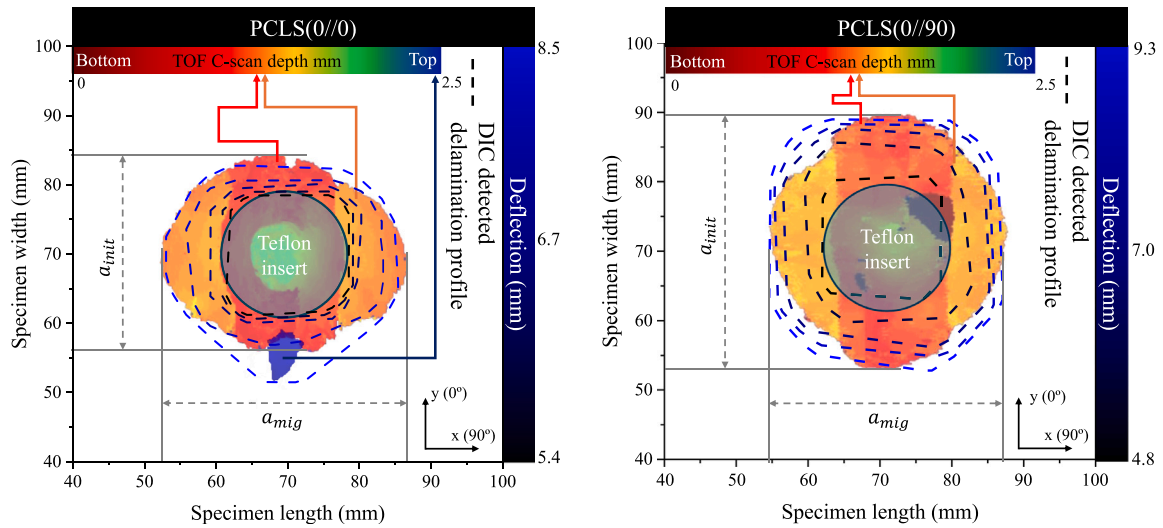 PCLS(0//0)
Bottom
TOF C-scan depth mm
Top
0
2.5
DIC detected
delamination profile
8.5
6.7
5.4
Deflection (mm)
100
90
80
70
60
50
40
Specimen width (mm)
a_init
Teflon
insert
a_mig
y (0º)
x (90º)
40
50
60
70
80
90
100
Specimen length (mm)
PCLS(0//90)
Bottom
TOF C-scan depth mm
Top
0
2.5
DIC detected
delamination profile
9.3
7.0
4.8
Deflection (mm)
100
90
80
70
60
50
40
Specimen width (mm)
a_init
Teflon
insert
a_mig
y (0º)
x (90º)
40
50
60
70
80
90
100
Specimen length (mm)